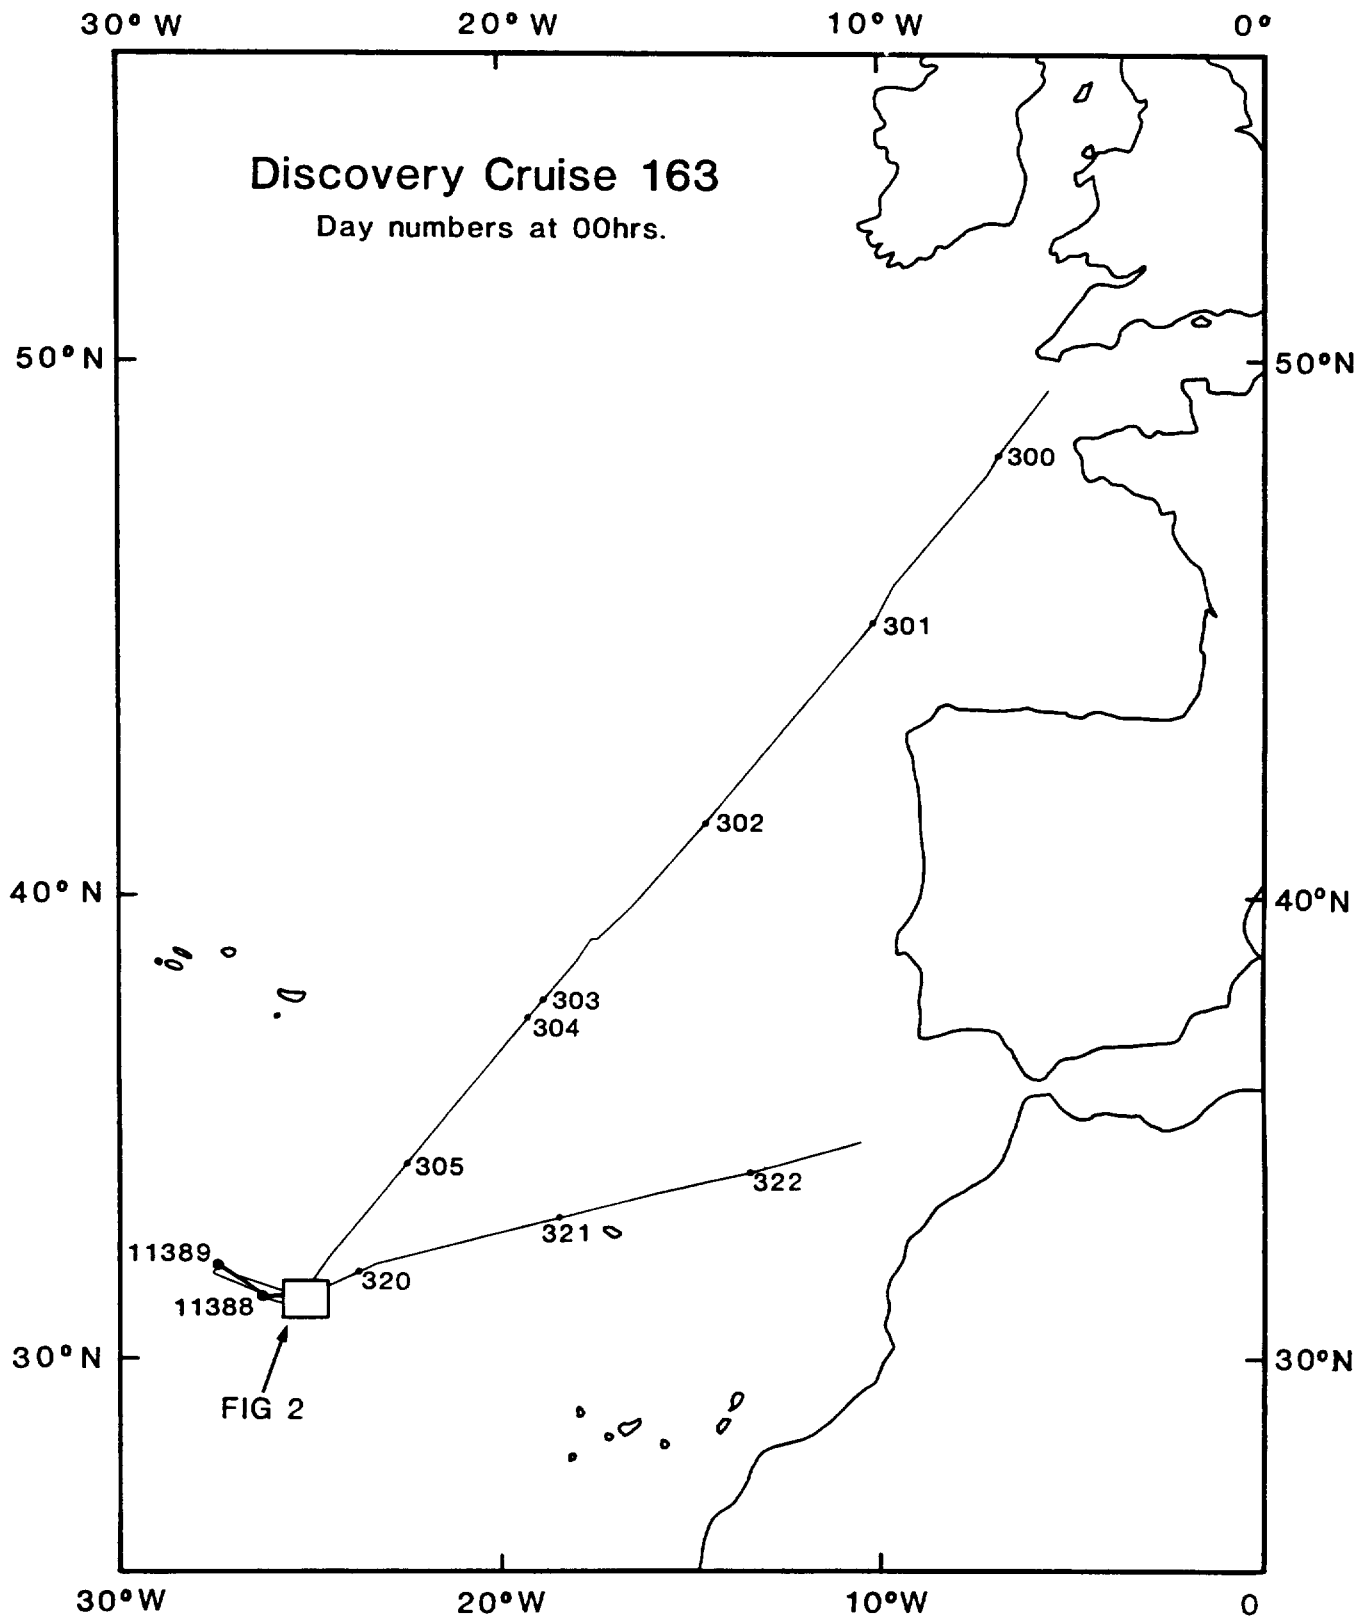 30° W 20° W 10° W 0°
Discovery Cruise 163
Day numbers at 00hrs.
50°N 50°N
300
301
302
40° N 40°N
303
304
305
322
321
11389
320
11388
30°N 30°N
FIG 2
30°W 20°W 10°W 0